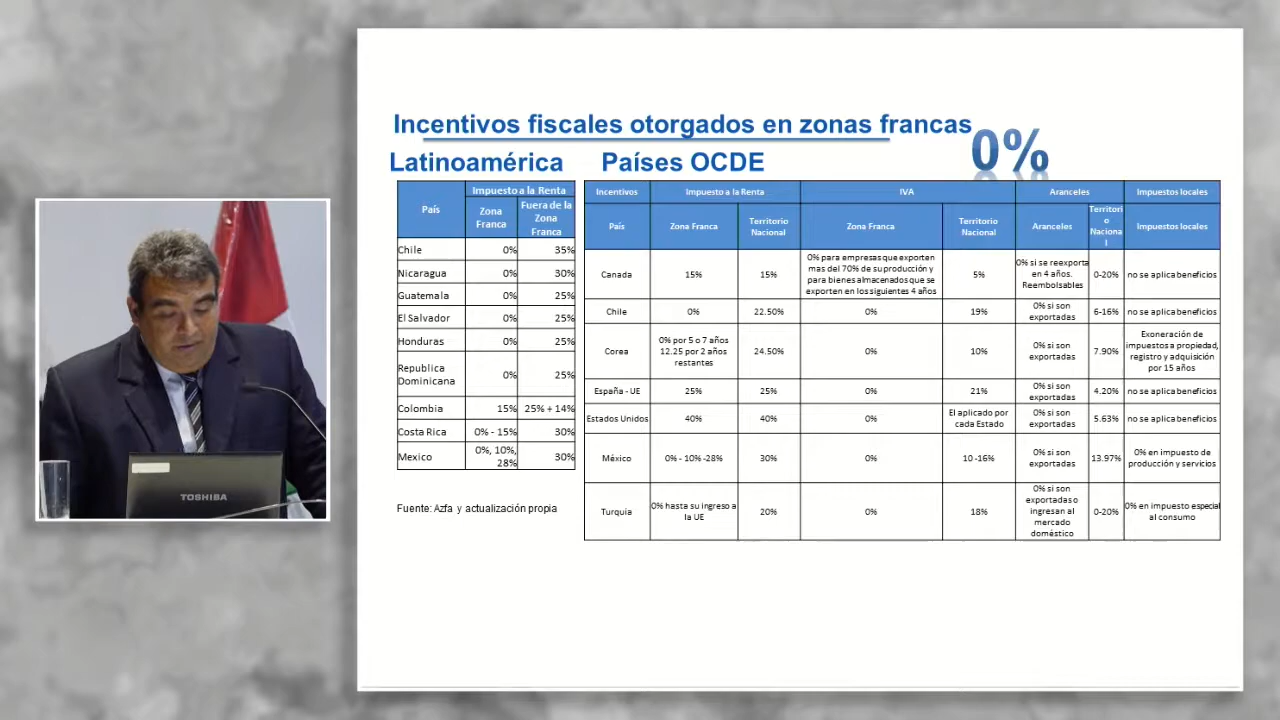 Incentivos fiscales otorgados en zonas francas
0%
Latinoamérica
Países OCDE
País
Impuesto a la Renta
Zona Franca
Fuera de la Zona Franca
Chile 0% 35%
Nicaragua 0% 30%
Guatemala 0% 25%
El Salvador 0% 25%
Honduras 0% 25%
Republica Dominicana 0% 25%
Colombia 15% 25% + 14%
Costa Rica 0% - 15% 30%
Mexico 0%, 10%, 28% 30%
Fuente: Azfa y actualización propia
Incentivos Impuesto a la Renta IVA Aranceles Impuestos locales
País Zona Franca Territorio Nacional Zona Franca Territorio Nacional Aranceles Territorio Nacional Impuestos locales
Canada 15% 15% 0% para empresas que exporten mas del 70% de su producción y para bienes almacenados que se exporten en los siguientes 4 años 5% 0% si se reexporta en 4 años. Reembolsables 0-20% no se aplica beneficios
Chile 0% 22.50% 0% 19% 0% si son exportadas 6-16% no se aplica beneficios
Corea 0% por 5 o 7 años 12.25 por 2 años restantes 24.50% 0% 10% 0% si son exportadas 7.90% Exoneración de impuestos a propiedad, registro y adquisición por 15 años
España - UE 25% 25% 0% 21% 0% si son exportadas 4.20% no se aplica beneficios
Estados Unidos 40% 40% 0% El aplicado por cada Estado 0% si son exportadas 5.63% no se aplica beneficios
México 0% - 10% -28% 30% 0% 10 -16% 0% si son exportadas 13.97% 0% en impuesto de producción y servicios
Turquia 0% hasta su ingreso a la UE 20% 0% 18% 0% si son exportadas o ingresan al mercado doméstico 0-20% 0% en impuesto especial al consumo
TOSHIBA